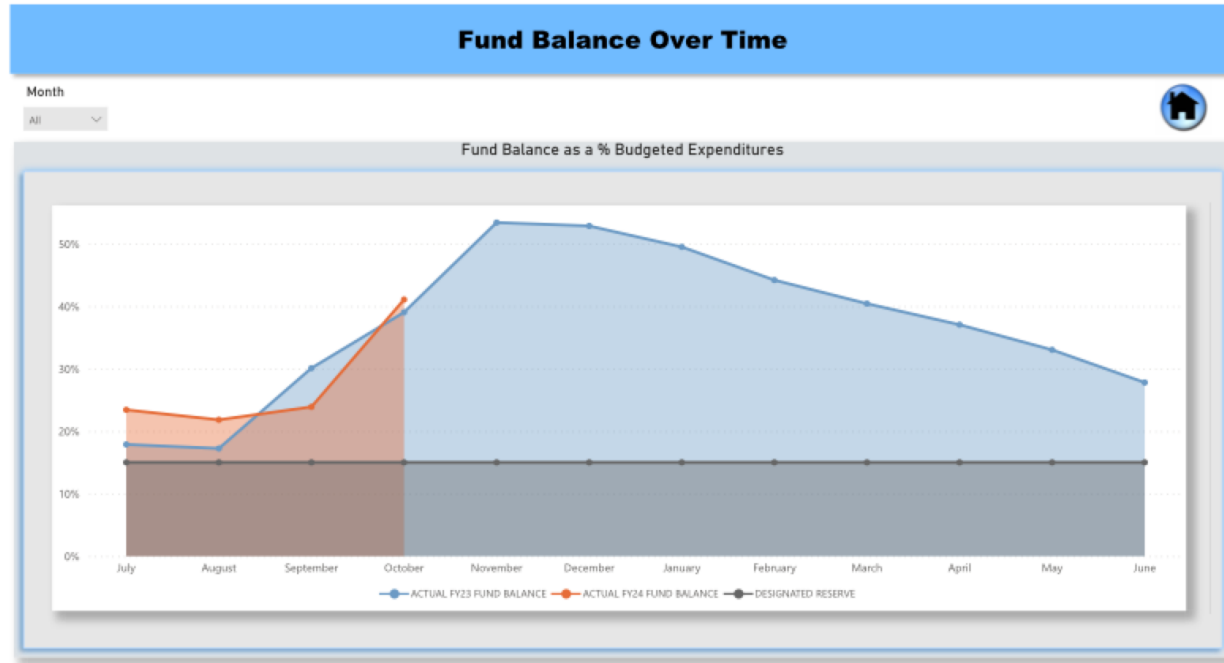 Fund Balance Over Time
Month
All
Fund Balance as a % Budgeted Expenditures
50%
40%
30%
20%
10%
0%
July August September October November December January February March April May June
ACTUAL FY23 FUND BALANCE ACTUAL FY24 FUND BALANCE DESIGNATED RESERVE